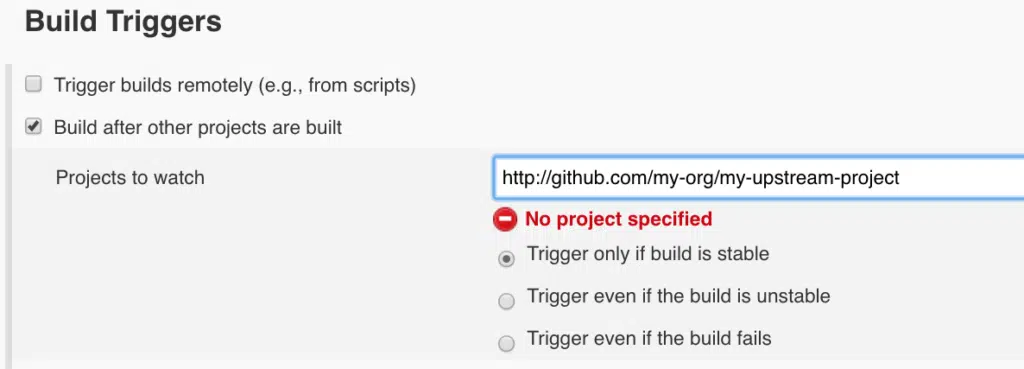 Build Triggers
Trigger builds remotely (e.g., from scripts)
Build after other projects are built
Projects to watch
http://github.com/my-org/my-upstream-project
No project specified
Trigger only if build is stable
Trigger even if the build is unstable
Trigger even if the build fails